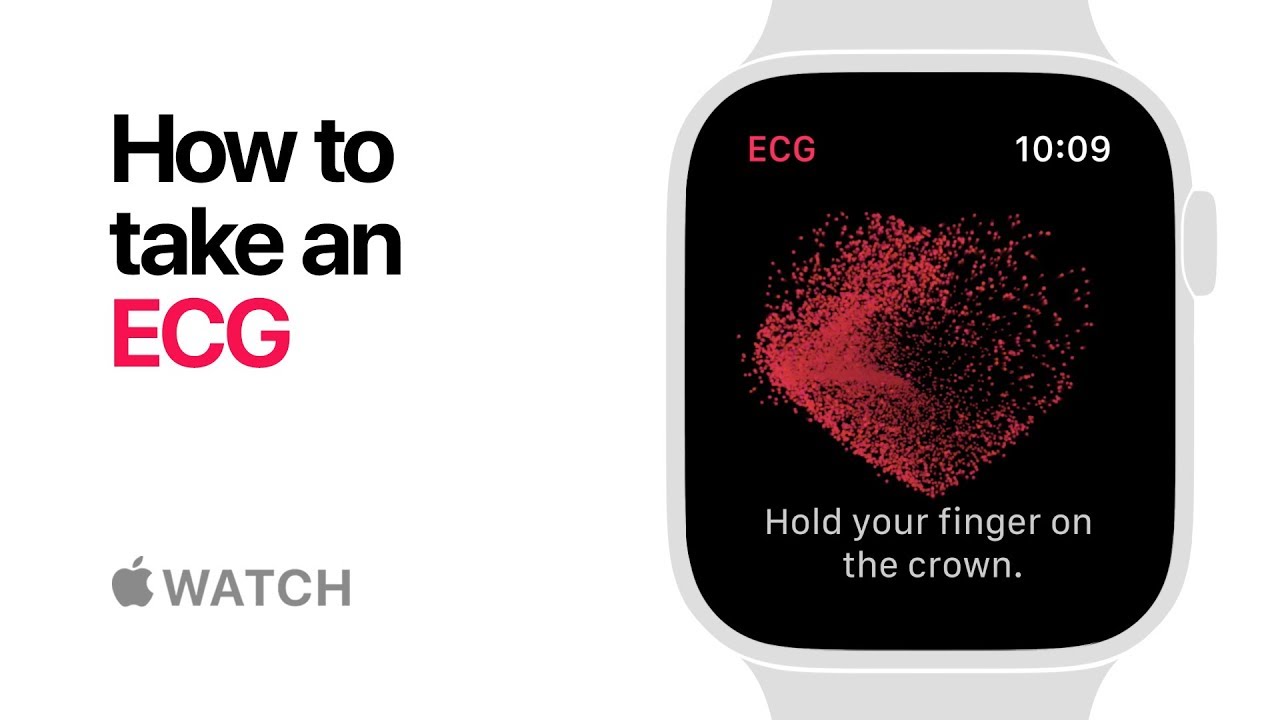 How to
take an
ECG
WATCH
ECG
10:09
Hold your finger on
the crown.